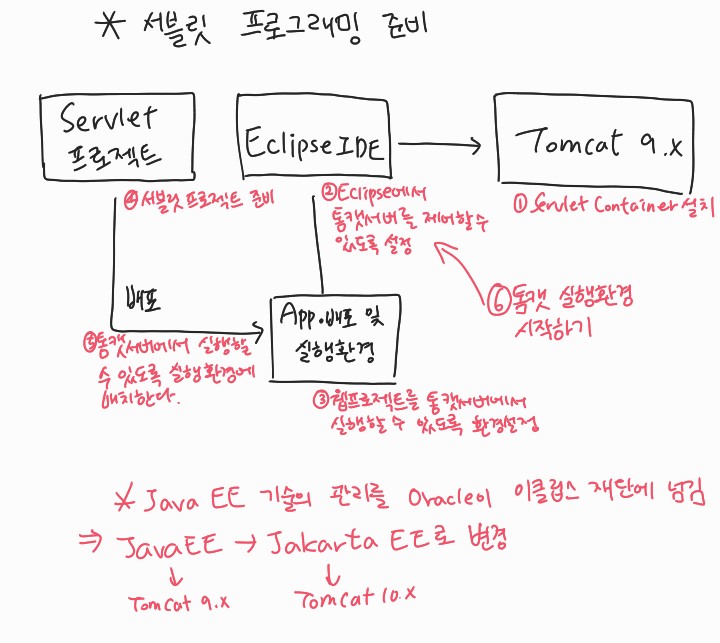 * 서블릿 프로그래밍 준비
Servlet
프로젝트
Eclipse IDE
Tomcat 9.x
④ 서블릿 프로젝트 준비
② Eclipse에서
톰캣서버를 제어할 수
있도록 설정
① Servlet Container 설치
배포
App.배포 및
실행환경
⑥ 톰캣 실행환경
시작하기
⑤ 톰캣서버에서 실행할
수 있도록 실행환경에
배치한다.
③ 웹프로젝트를 톰캣서버에서
실행할 수 있도록 환경설정
* Java EE 기술의 관리를 Oracle이 이클립스 재단에 넘김
⇒ JavaEE → Jakarta EE로 변경
↓ ↓
Tomcat 9.x Tomcat 10.x